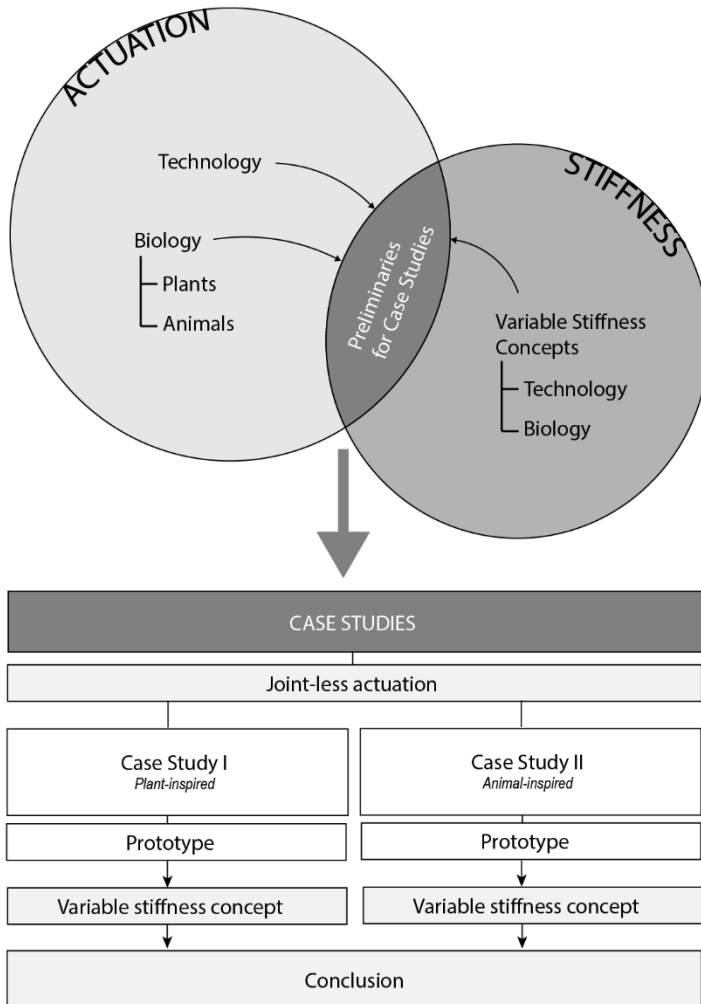 ACTUATION
STIFFNESS
Technology
Biology
Plants
Animals
Preliminaries
for Case Studies
Variable Stiffness
Concepts
Technology
Biology
CASE STUDIES
Joint-less actuation
Case Study I
Plant-inspired
Case Study II
Animal-inspired
Prototype
Prototype
Variable stiffness concept
Variable stiffness concept
Conclusion